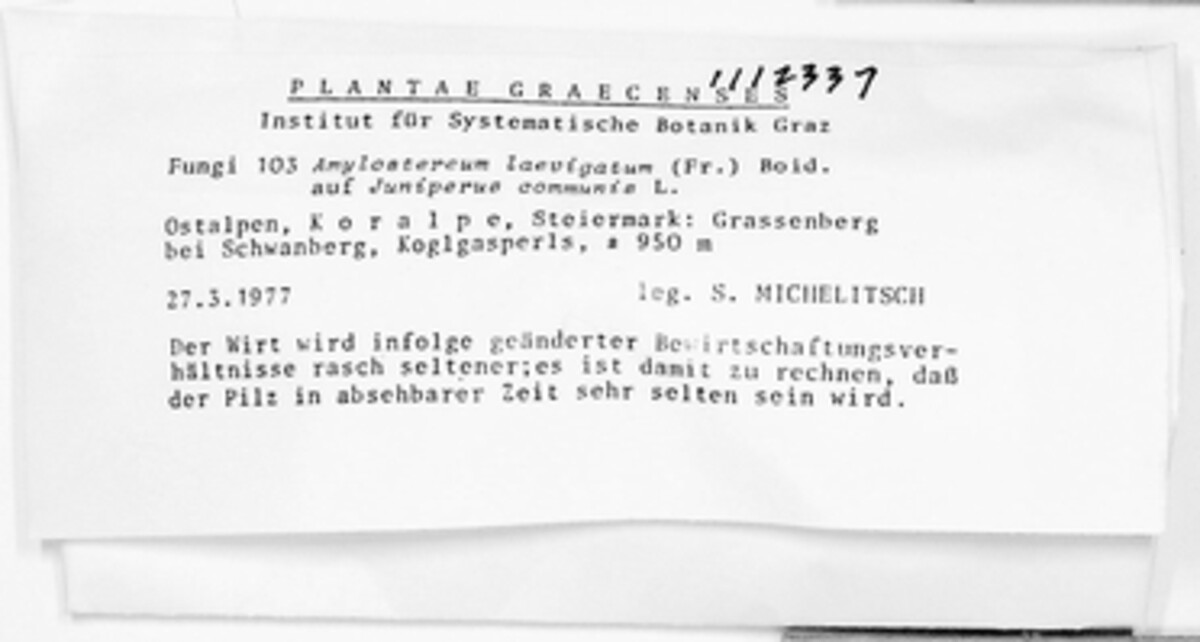 1112337
PLANTAE GRAECENSES
Institut für Systematische Botanik Graz
Fungi 103 Amylostereum laevigatum (Fr.) Boid.
auf Juniperus communis L.
Ostalpen, K o r a l p e, Steiermark: Grassenberg
bei Schwanberg, Koglgasperls, 950 m
27.3.1977 leg. S. MICHELITSCH
Der Wirt wird infolge geänderter Bewirtschaftungsver-
hältnisse rasch seltener;es ist damit zu rechnen, daß
der Pilz in absehbarer Zeit sehr selten sein wird.